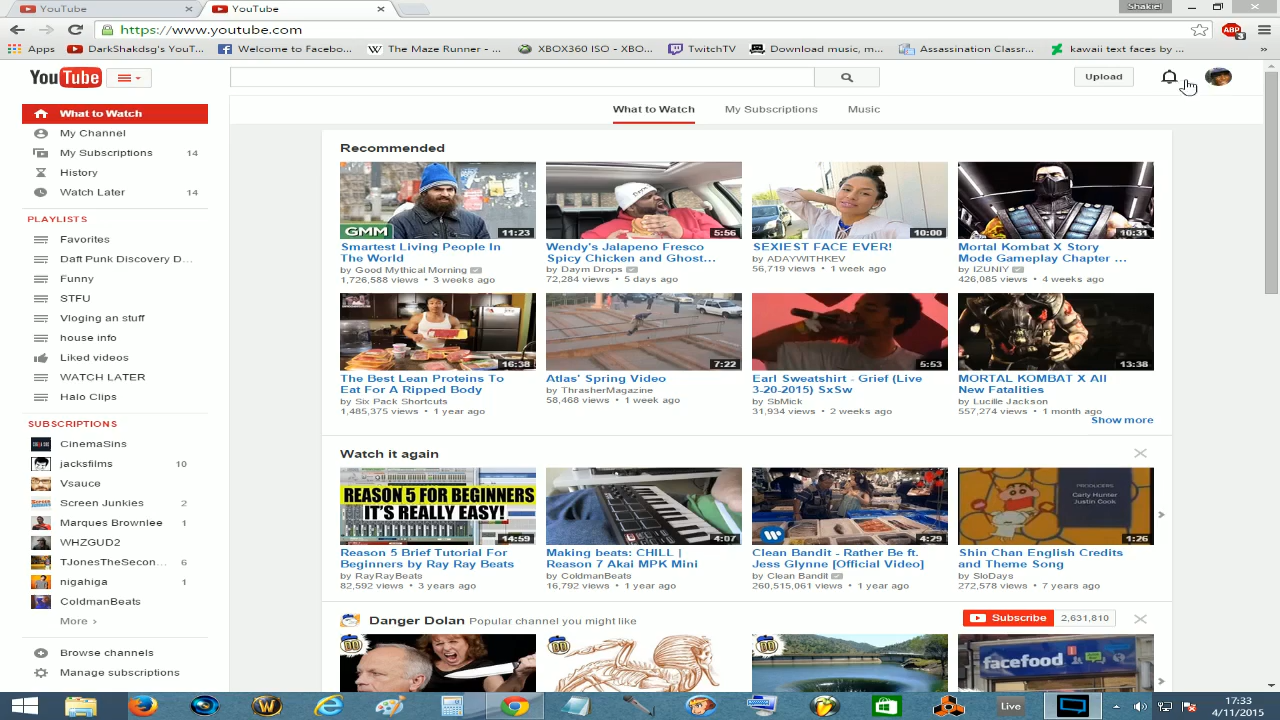 YouTube
YouTube
Shakiel
https://www.youtube.com
ABP
3
Apps
DarkShakdsg's YouT...
Welcome to Facebo...
The Maze Runner - ...
XBOX360 ISO - Akai...
TwitchTV
Download music, m...
Assassination Classr...
kawaii text faces by ...
»
YouTube
Upload
What to Watch
My Channel
My Subscriptions 14
History
Watch Later 14
PLAYLISTS
Favorites
Daft Punk Discovery D...
Funny
STFU
Vloging an stuff
house info
Liked videos
WATCH LATER
Halo Clips
SUBSCRIPTIONS
CinemaSins
jacksfilms 10
Vsauce
Screen Junkies 2
Marques Brownlee 1
WHZGUD2
TJonesTheSecon... 6
nigahiga 1
ColdmanBeats
More ›
Browse channels
Manage subscriptions
What to Watch My Subscriptions Music
Recommended
GMM
11:23
5:56
10:00
10:31
Smartest Living People In
The World
by Good Mythical Morning
1,726,588 views • 3 weeks ago
Wendy's Jalapeno Fresco
Spicy Chicken and Ghost...
by Daym Drops
72,284 views • 5 days ago
SEXIEST FACE EVER!
by ADAYWITHKEV
56,719 views • 1 week ago
Mortal Kombat X Story
Mode Gameplay Chapter ...
by IZUNIY
426,085 views • 4 weeks ago
16:38
7:22
5:53
13:38
The Best Lean Proteins To
Eat For A Ripped Body
by Six Pack Shortcuts
1,485,375 views • 1 year ago
Atlas' Spring Video
by ThrasherMagazine
58,468 views • 1 week ago
Earl Sweatshirt - Grief (Live
3-20-2015) SxSw
by SbMick
31,934 views • 2 weeks ago
MORTAL KOMBAT X All
New Fatalities
by Lucille Jackson
557,274 views • 1 month ago
Show more
Watch it again
REASON 5 FOR BEGINNERS
IT'S REALLY EASY!
14:59
4:07
4:29
PRODUCERS
Carly Hunter
Justin Cook
1:26
Reason 5 Brief Tutorial For
Beginners by Ray Ray Beats
by RayRayBeats
82,592 views • 3 years ago
Making beats: CHILL |
Reason 7 Akai MPK Mini
by ColdmanBeats
16,792 views • 1 year ago
Clean Bandit - Rather Be ft.
Jess Glynne [Official Video]
by Clean Bandit
260,515,061 views • 1 year ago
Shin Chan English Credits
and Theme Song
by SloDays
272,578 views • 7 years ago
Danger Dolan Popular channel you might like
Subscribe 2,631,810
facefood
Live
17:33
4/11/2015